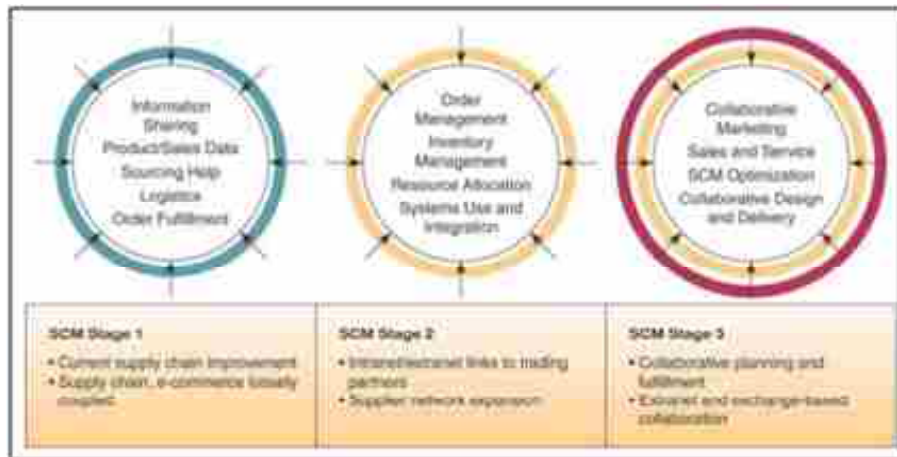 Information
Sharing
Product/Sales Data
Sourcing Help
Logistics
Order Fulfillment
Order
Management
Inventory
Management
Resource Allocation
Systems Use and
Integration
Collaborative
Marketing
Sales and Service
SCM Optimization
Collaborative Design
and Delivery
SCM Stage 1
• Current supply chain improvement
• Supply chain, e-commerce loosely
coupled
SCM Stage 2
• Intranet/extranet links to trading
partners
• Supplier network expansion
SCM Stage 3
• Collaborative planning and
fulfillment
• Extranet and exchange-based
collaboration